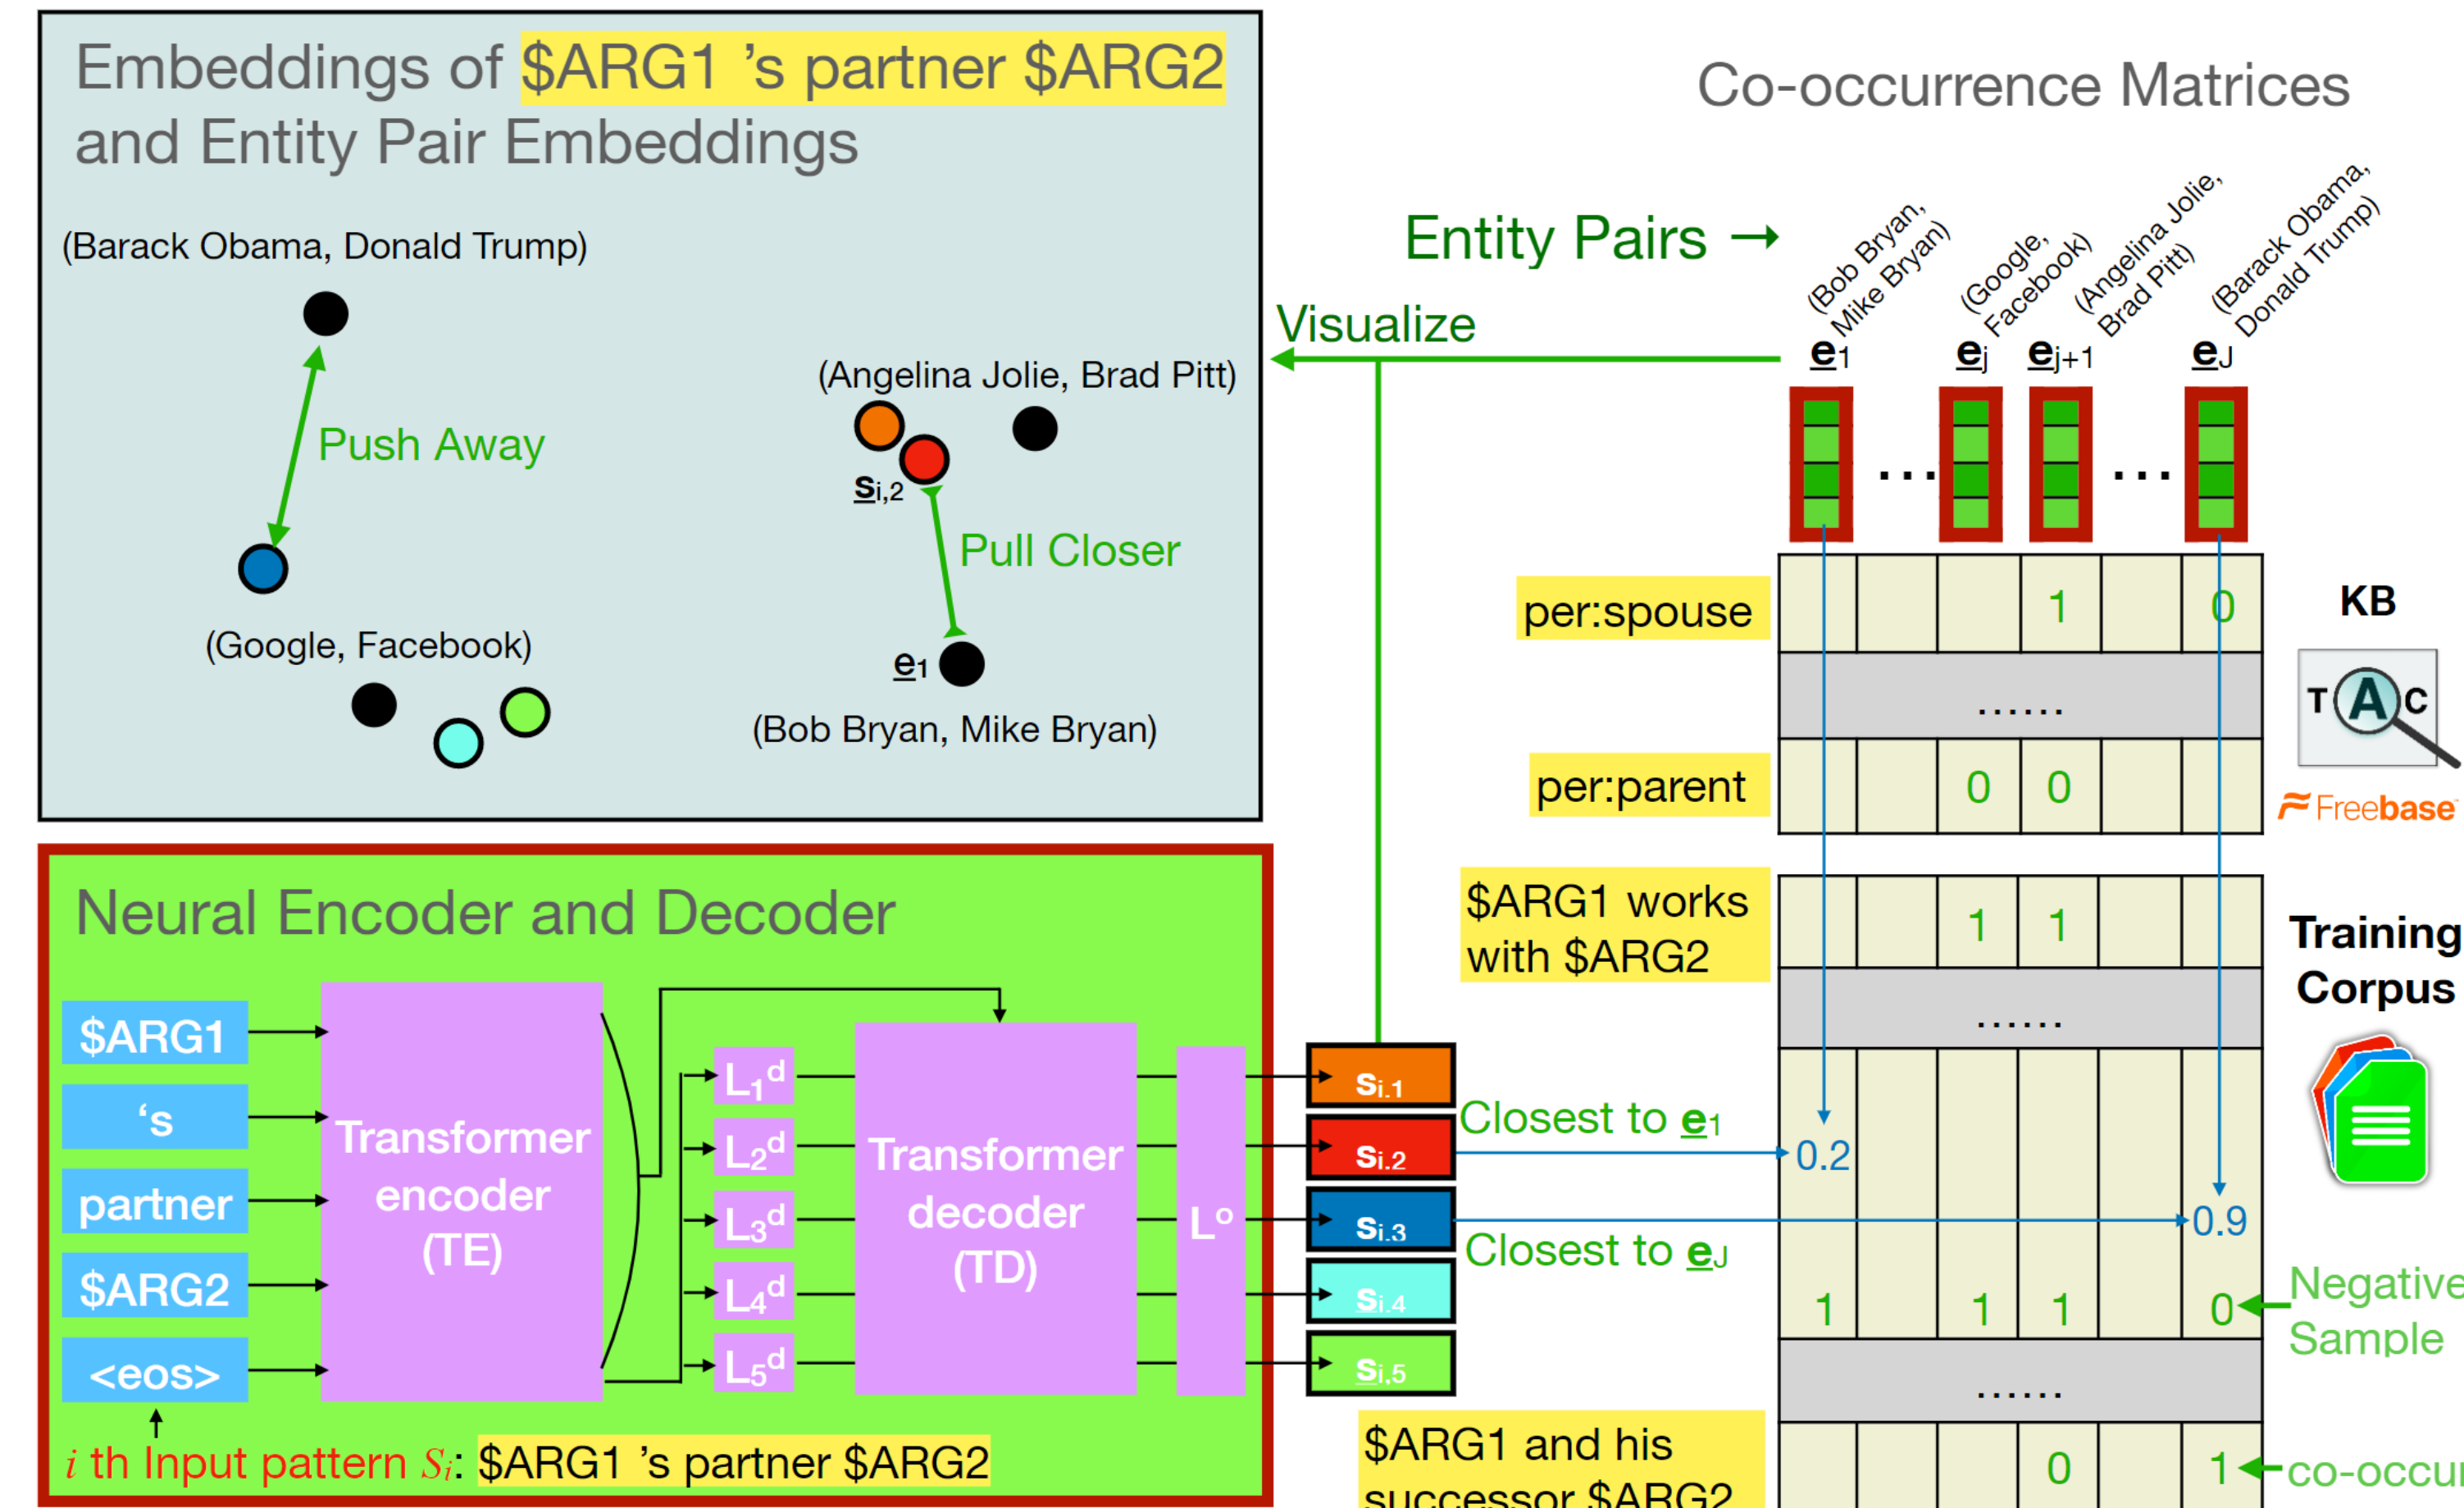 Embeddings of $ARG1 ’s partner $ARG2
and Entity Pair Embeddings
(Barack Obama, Donald Trump)
Push Away
(Angelina Jolie, Brad Pitt)
si,2
Pull Closer
(Google, Facebook)
e1
(Bob Bryan, Mike Bryan)
Co-occurrence Matrices
Entity Pairs →
Visualize
(Bob Bryan,
Mike Bryan)
(Google,
Facebook)
(Angelina Jolie,
Brad Pitt)
(Barack Obama,
Donald Trump)
e1 ej ej+1 eJ
... ...
per:spouse 1 0
......
per:parent 0 0
KB
TAC
Freebase
$ARG1 works
with $ARG2
1 1
......
Training
Corpus
Neural Encoder and Decoder
$ARG1
‘s
partner
$ARG2
<eos>
Transformer
encoder
(TE)
L1d
L2d
L3d
L4d
L5d
Transformer
decoder
(TD)
Lo
si,1
si,2
si,3
si,4
si,5
i th Input pattern Si: $ARG1 ’s partner $ARG2
Closest to e1
0.2
0.9
Closest to eJ
1 1 1 0
Negative
Sample
......
$ARG1 and his
successor $ARG2
0 1
co-occur